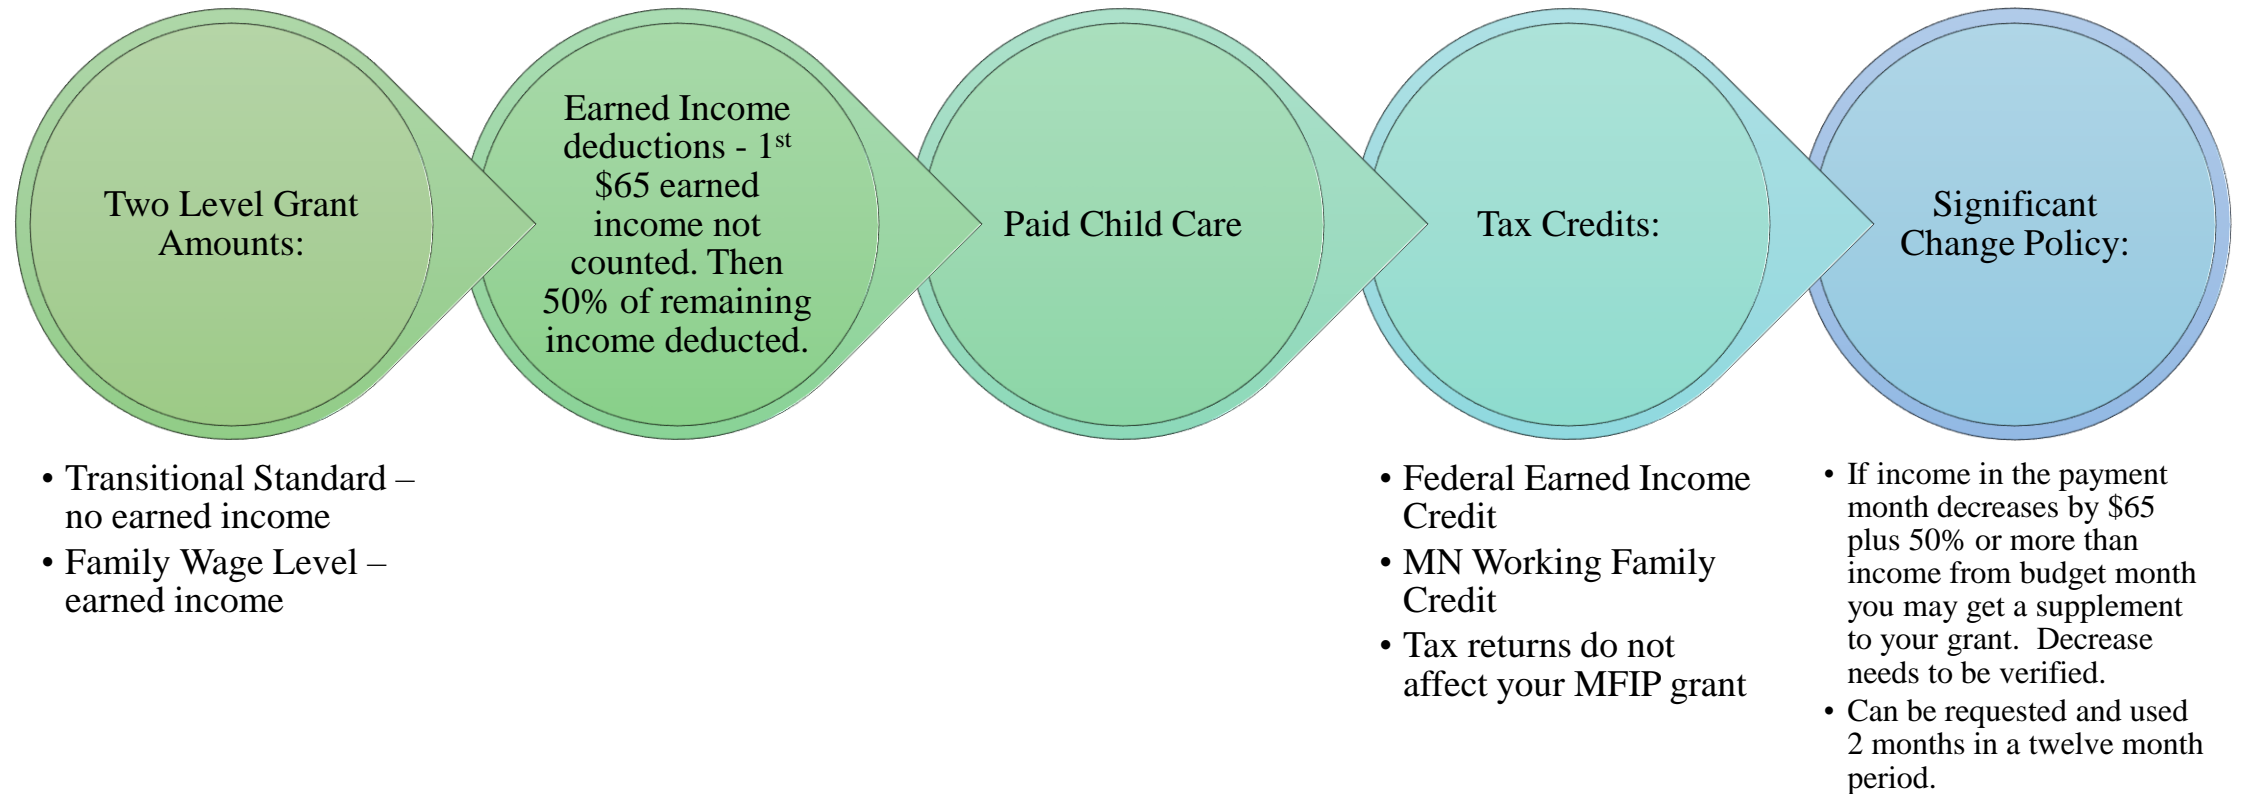 Two Level Grant
Amounts:
• Transitional Standard –
no earned income
• Family Wage Level –
earned income
Earned Income
deductions - 1st
$65 earned
income not
counted. Then
50% of remaining
income deducted.
Paid Child Care
Tax Credits:
• Federal Earned Income
Credit
• MN Working Family
Credit
• Tax returns do not
affect your MFIP grant
Significant
Change Policy:
• If income in the payment
month decreases by $65
plus 50% or more than
income from budget month
you may get a supplement
to your grant.  Decrease
needs to be verified.
• Can be requested and used
2 months in a twelve month
period.